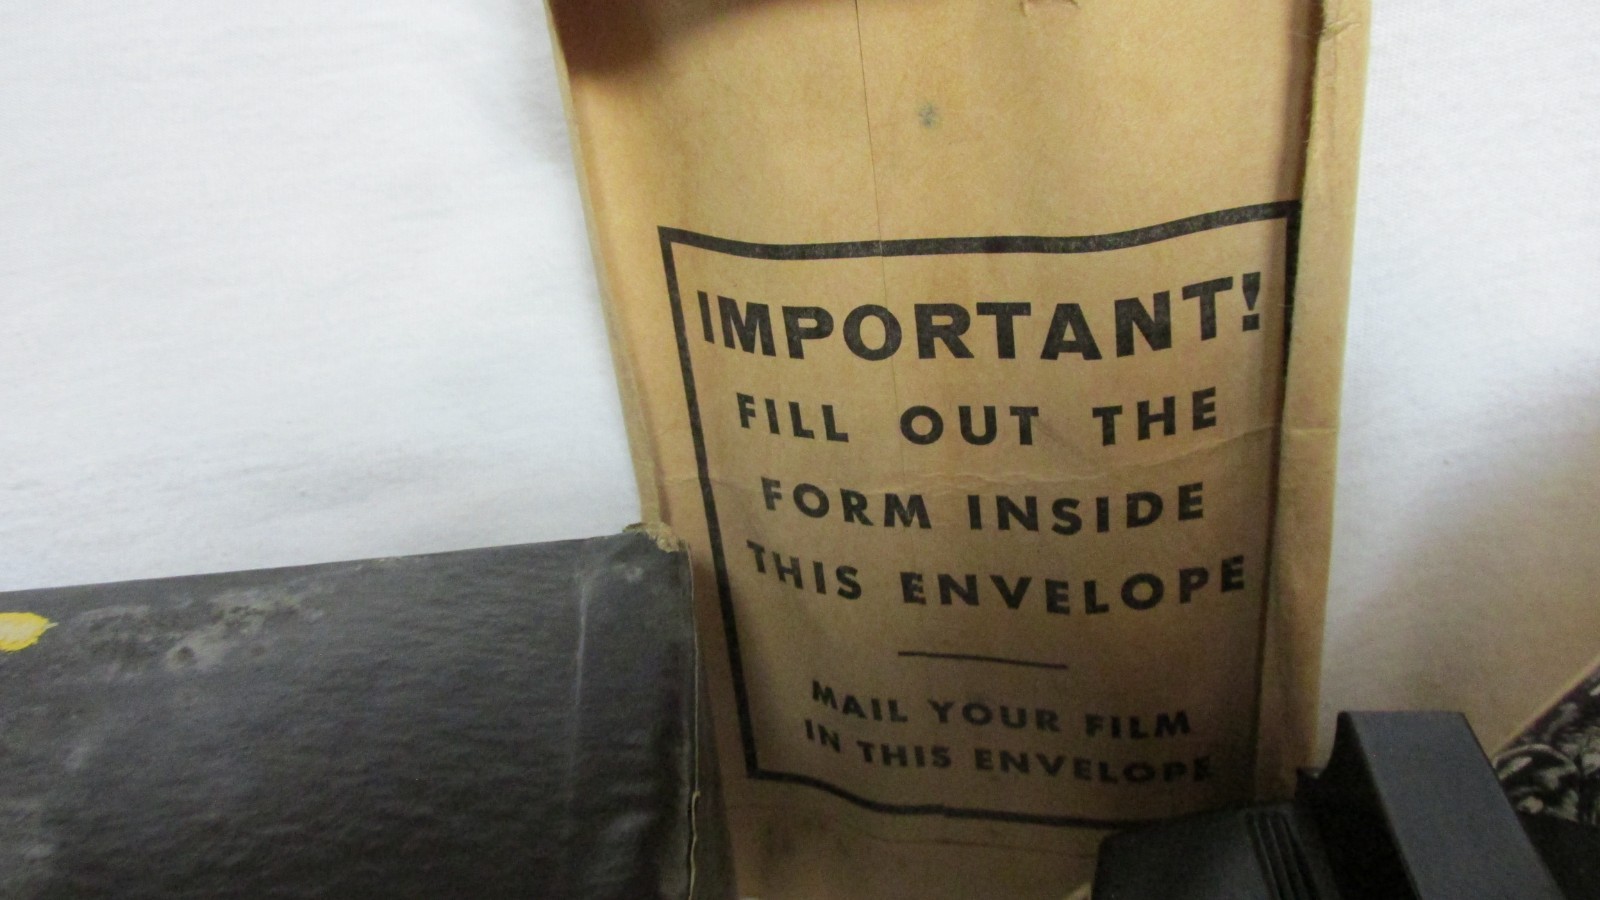 IMPORTANT!
FILL OUT THE
FORM INSIDE
THIS ENVELOPE
MAIL YOUR FILM
IN THIS ENVELOPE